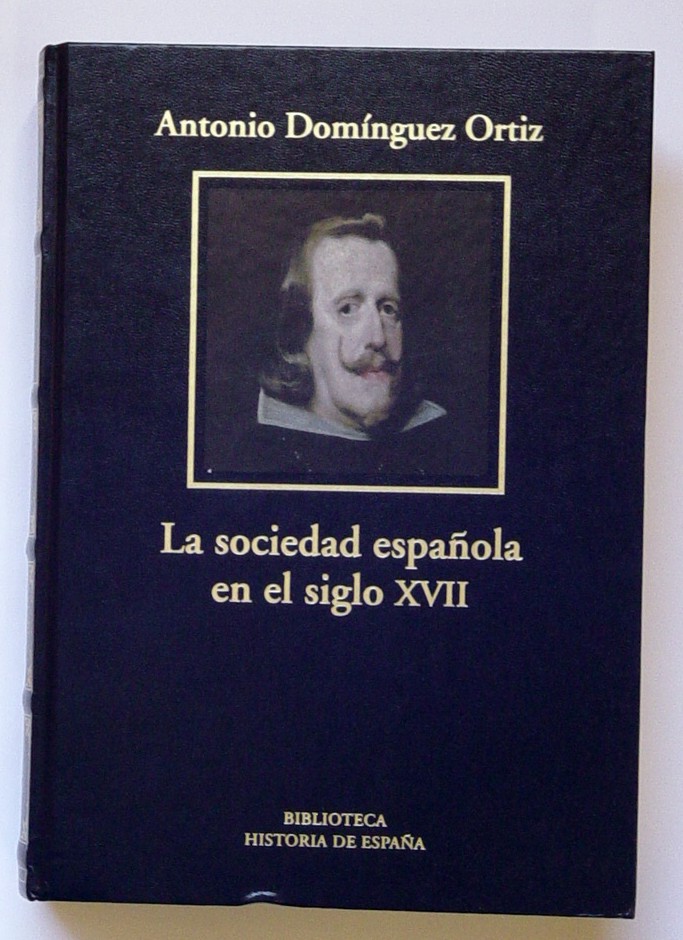 Antonio Domínguez Ortiz
La sociedad española
en el siglo XVII
BIBLIOTECA
HISTORIA DE ESPAÑA